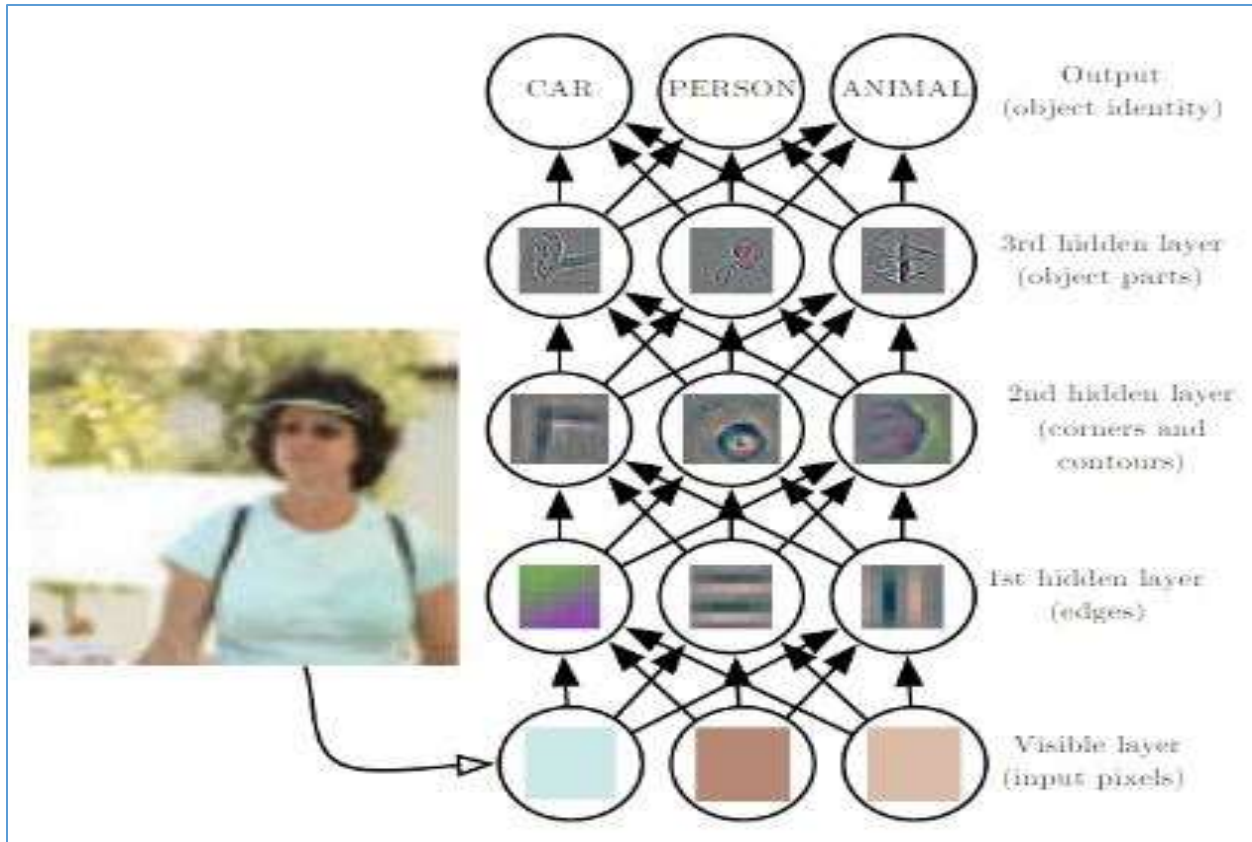 CAR PERSON ANIMAL
Output
(object identity)
3rd hidden layer
(object parts)
2nd hidden layer
(corners and
contours)
1st hidden layer
(edges)
Visible layer
(input pixels)